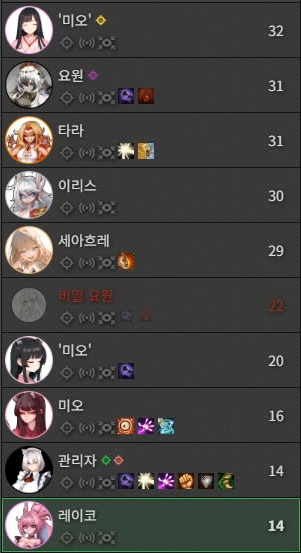 '미오' 32
요원 31
타라 31
이리스 30
세아흐레 29
비밀 요원 22
'미오' 20
미오 16
관리자 14
레이코 14